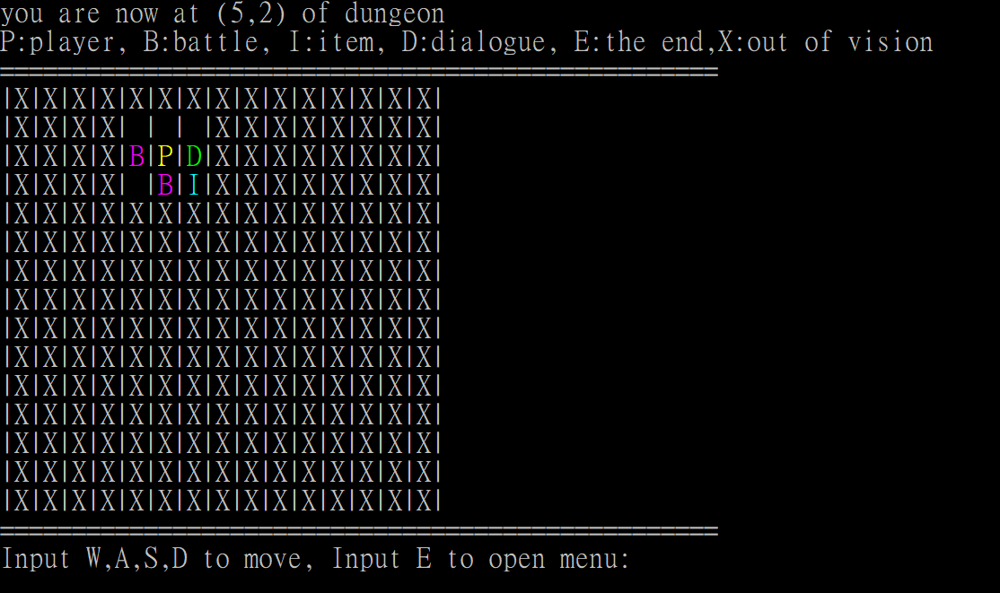 you are now at (5,2) of dungeon
P:player, B:battle, I:item, D:dialogue, E:the end,X:out of vision
==================================================
|X|X|X|X|X|X|X|X|X|X|X|X|X|X|X|
|X|X|X|X| | | |X|X|X|X|X|X|X|X|
|X|X|X|X|B|P|D|X|X|X|X|X|X|X|X|
|X|X|X|X| |B|I|X|X|X|X|X|X|X|X|
|X|X|X|X|X|X|X|X|X|X|X|X|X|X|X|
|X|X|X|X|X|X|X|X|X|X|X|X|X|X|X|
|X|X|X|X|X|X|X|X|X|X|X|X|X|X|X|
|X|X|X|X|X|X|X|X|X|X|X|X|X|X|X|
|X|X|X|X|X|X|X|X|X|X|X|X|X|X|X|
|X|X|X|X|X|X|X|X|X|X|X|X|X|X|X|
|X|X|X|X|X|X|X|X|X|X|X|X|X|X|X|
|X|X|X|X|X|X|X|X|X|X|X|X|X|X|X|
|X|X|X|X|X|X|X|X|X|X|X|X|X|X|X|
|X|X|X|X|X|X|X|X|X|X|X|X|X|X|X|
|X|X|X|X|X|X|X|X|X|X|X|X|X|X|X|
==================================================
Input W,A,S,D to move, Input E to open menu: